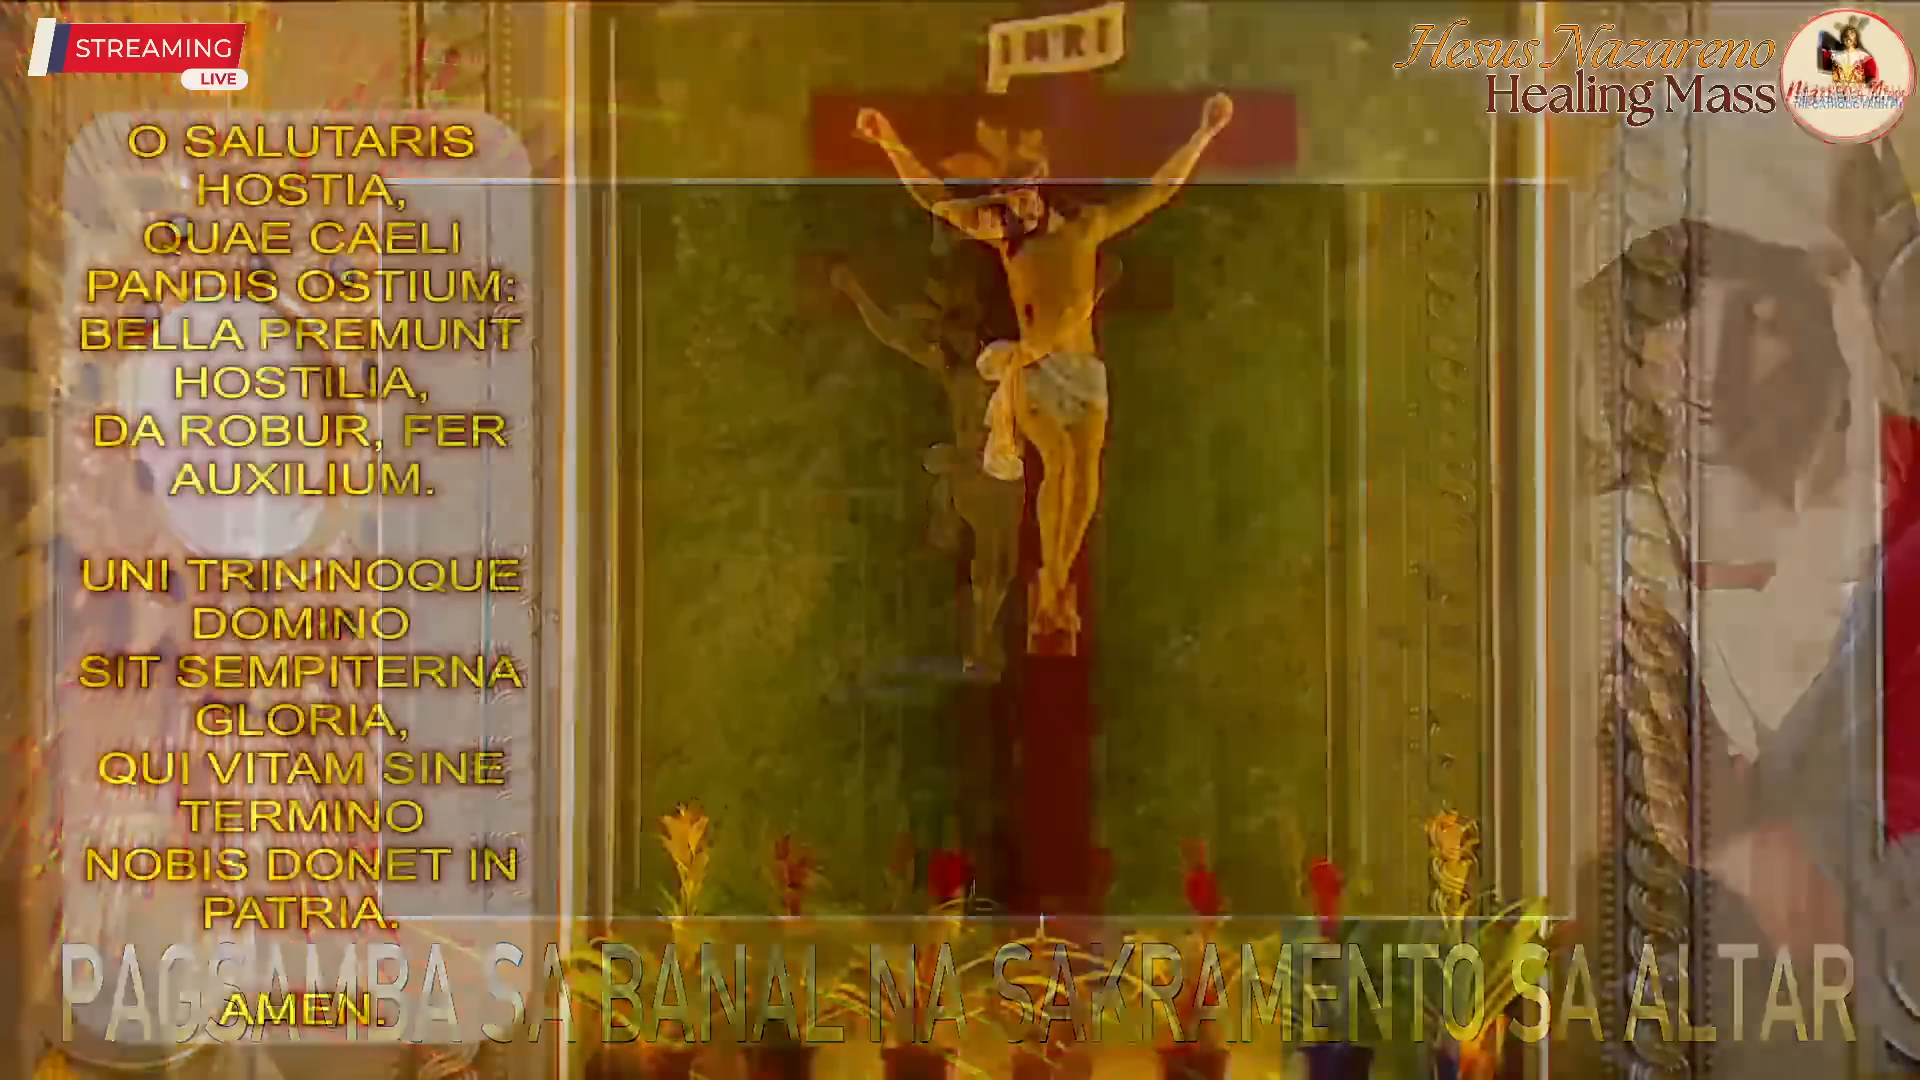 STREAMING
LIVE
INRI
Hesus Nazareno
Healing Mass
O SALUTARIS
HOSTIA,
QUAE CAELI
PANDIS OSTIUM:
BELLA PREMUNT
HOSTILIA,
DA ROBUR, FER
AUXILIUM.
UNI TRININOQUE
DOMINO
SIT SEMPITERNA
GLORIA,
QUI VITAM SINE
TERMINO
NOBIS DONET IN
PATRIA.
AMEN.
PAGSAMBA SA BANAL NA SAKRAMENTO SA ALTAR